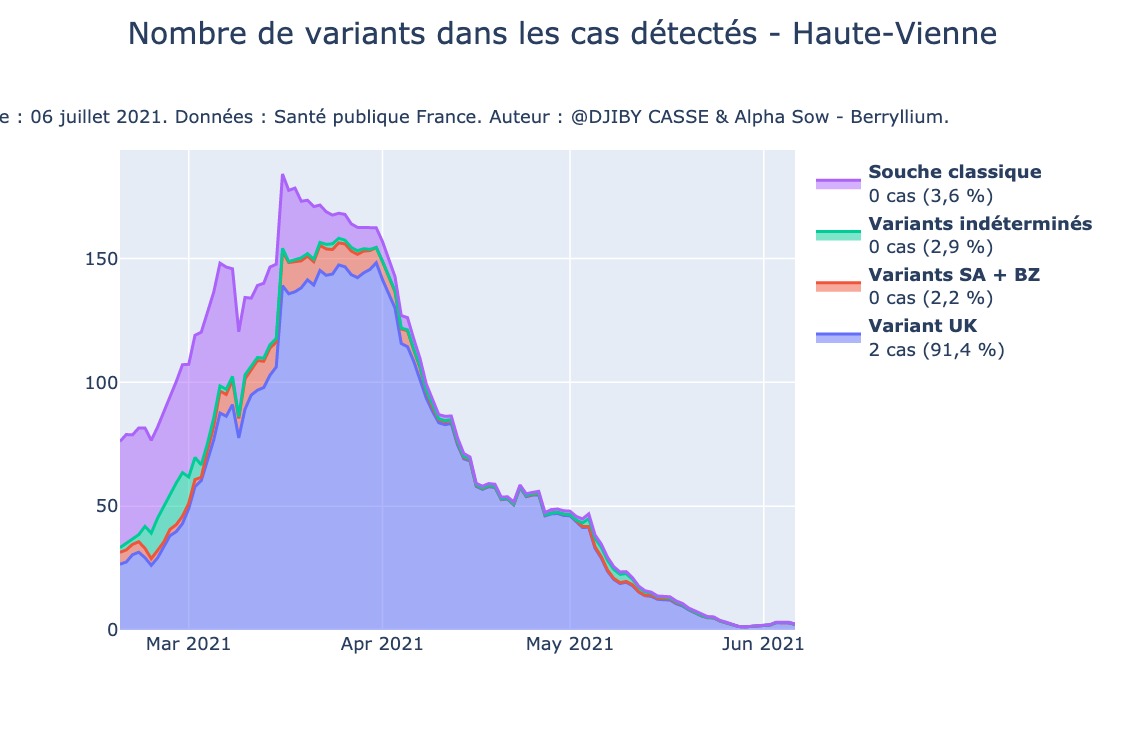 Nombre de variants dans les cas détectés - Haute-Vienne
e : 06 juillet 2021. Données : Santé publique France. Auteur : @DJIBY CASSE & Alpha Sow - Berryllium.
Souche classique
0 cas (3,6 %)
Variants indéterminés
0 cas (2,9 %)
Variants SA + BZ
0 cas (2,2 %)
Variant UK
2 cas (91,4 %)
150
100
50
0
Mar 2021 Apr 2021 May 2021 Jun 2021